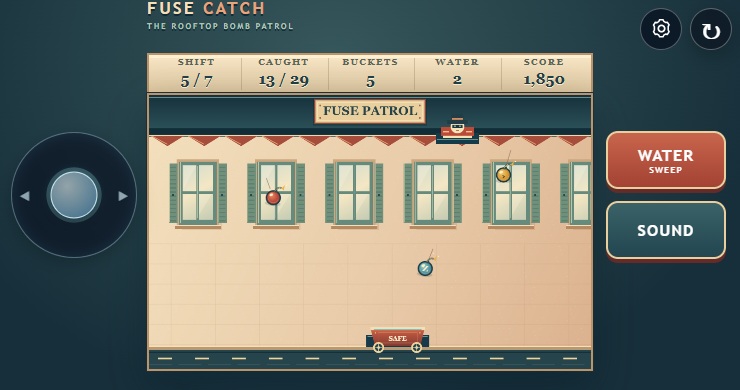 FUSE CATCH
THE ROOFTOP BOMB PATROL
SHIFT CAUGHT BUCKETS WATER SCORE
5 / 7 13 / 29 5 2 1,850
FUSE PATROL
WATER
SWEEP
SOUND
SAFE